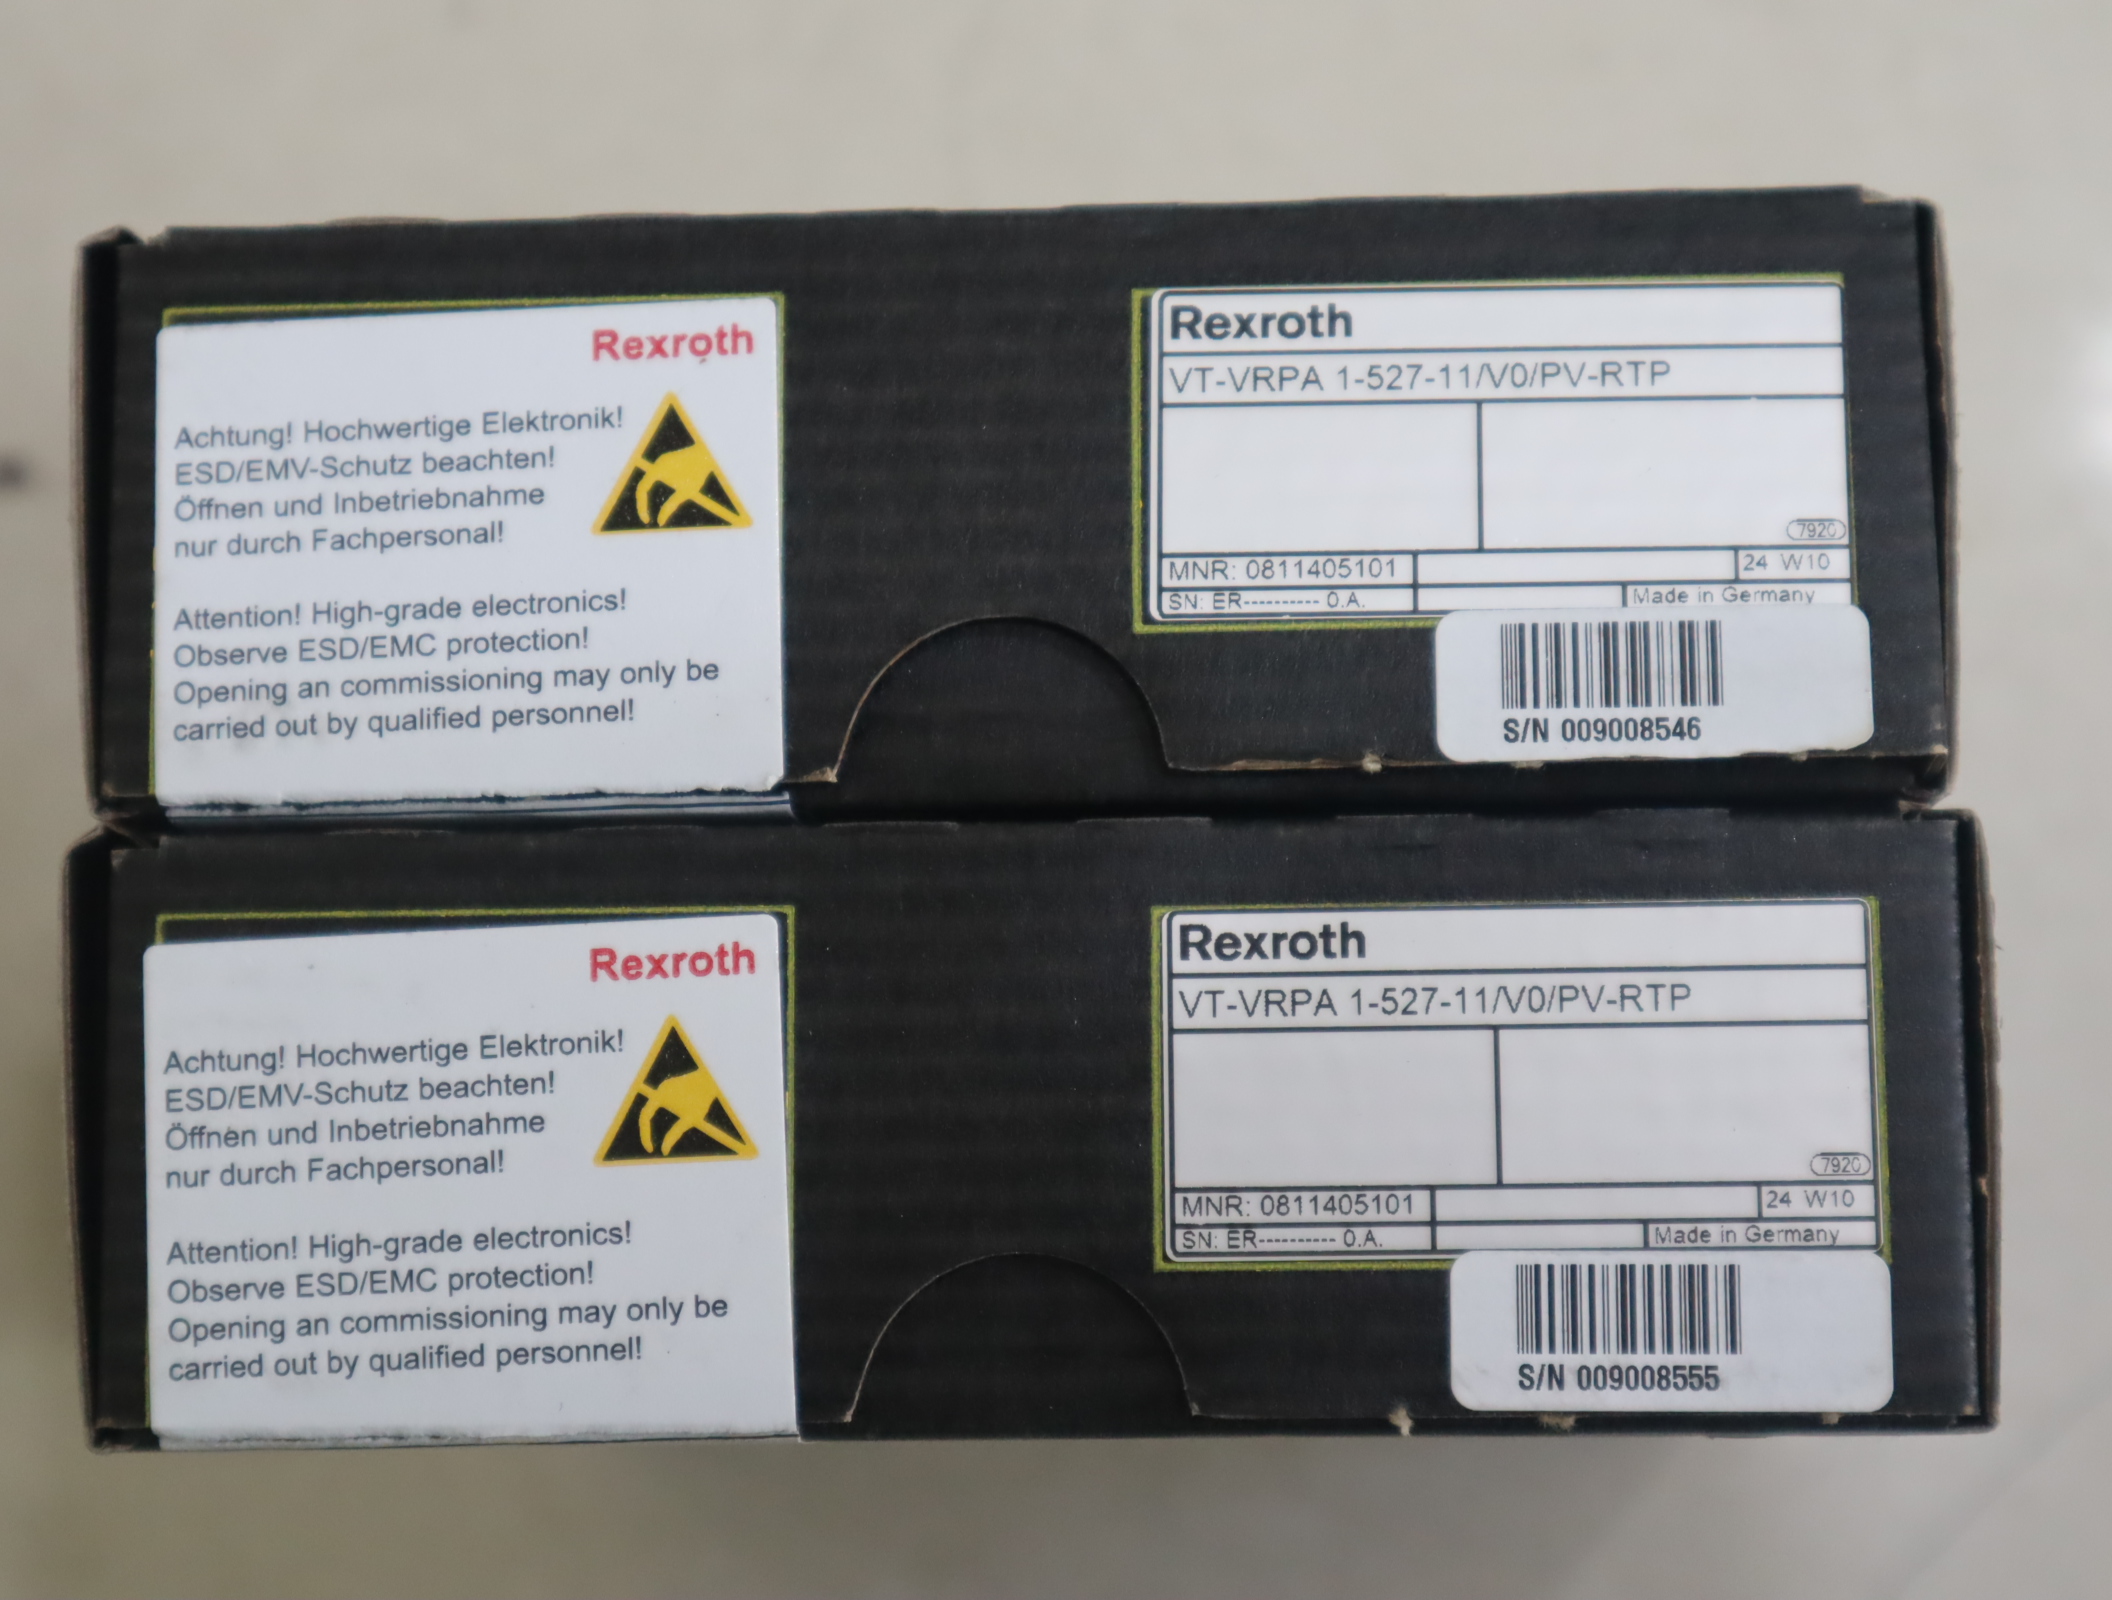 Rexroth
Achtung! Hochwertige Elektronik!
ESD/EMV-Schutz beachten!
Öffnen und Inbetriebnahme
nur durch Fachpersonal!
Attention! High-grade electronics!
Observe ESD/EMC protection!
Opening an commissioning may only be
carried out by qualified personnel!
Rexroth
VT-VRPA 1-527-11/V0/PV-RTP
7920
MNR: 0811405101
24 W10
SN: ER---------- 0.A.
Made in Germany
S/N 009008546
Rexroth
Achtung! Hochwertige Elektronik!
ESD/EMV-Schutz beachten!
Öffnen und Inbetriebnahme
nur durch Fachpersonal!
Attention! High-grade electronics!
Observe ESD/EMC protection!
Opening an commissioning may only be
carried out by qualified personnel!
Rexroth
VT-VRPA 1-527-11/V0/PV-RTP
7920
MNR: 0811405101
24 W10
SN: ER---------- 0.A.
Made in Germany
S/N 009008555